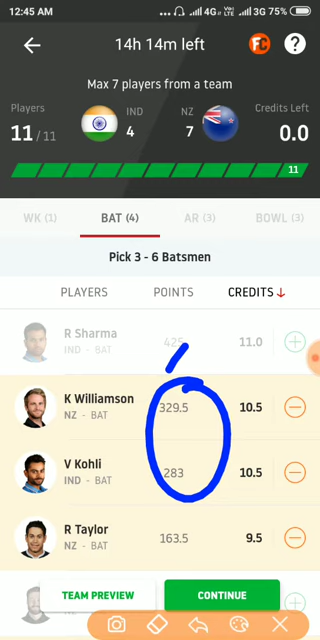 12:45 AM ... 4G VoLTE 3G 75%
14h 14m left FC ?
Max 7 players from a team
Players IND NZ Credits Left
11/11 4 7 0.0
11
WK (1) BAT (4) AR (3) BOWL (3)
Pick 3 - 6 Batsmen
PLAYERS POINTS CREDITS ↓
R Sharma 425 11.0
IND - BAT
K Williamson 329.5 10.5
NZ - BAT
V Kohli 283 10.5
IND - BAT
R Taylor 163.5 9.5
NZ - BAT
TEAM PREVIEW CONTINUE